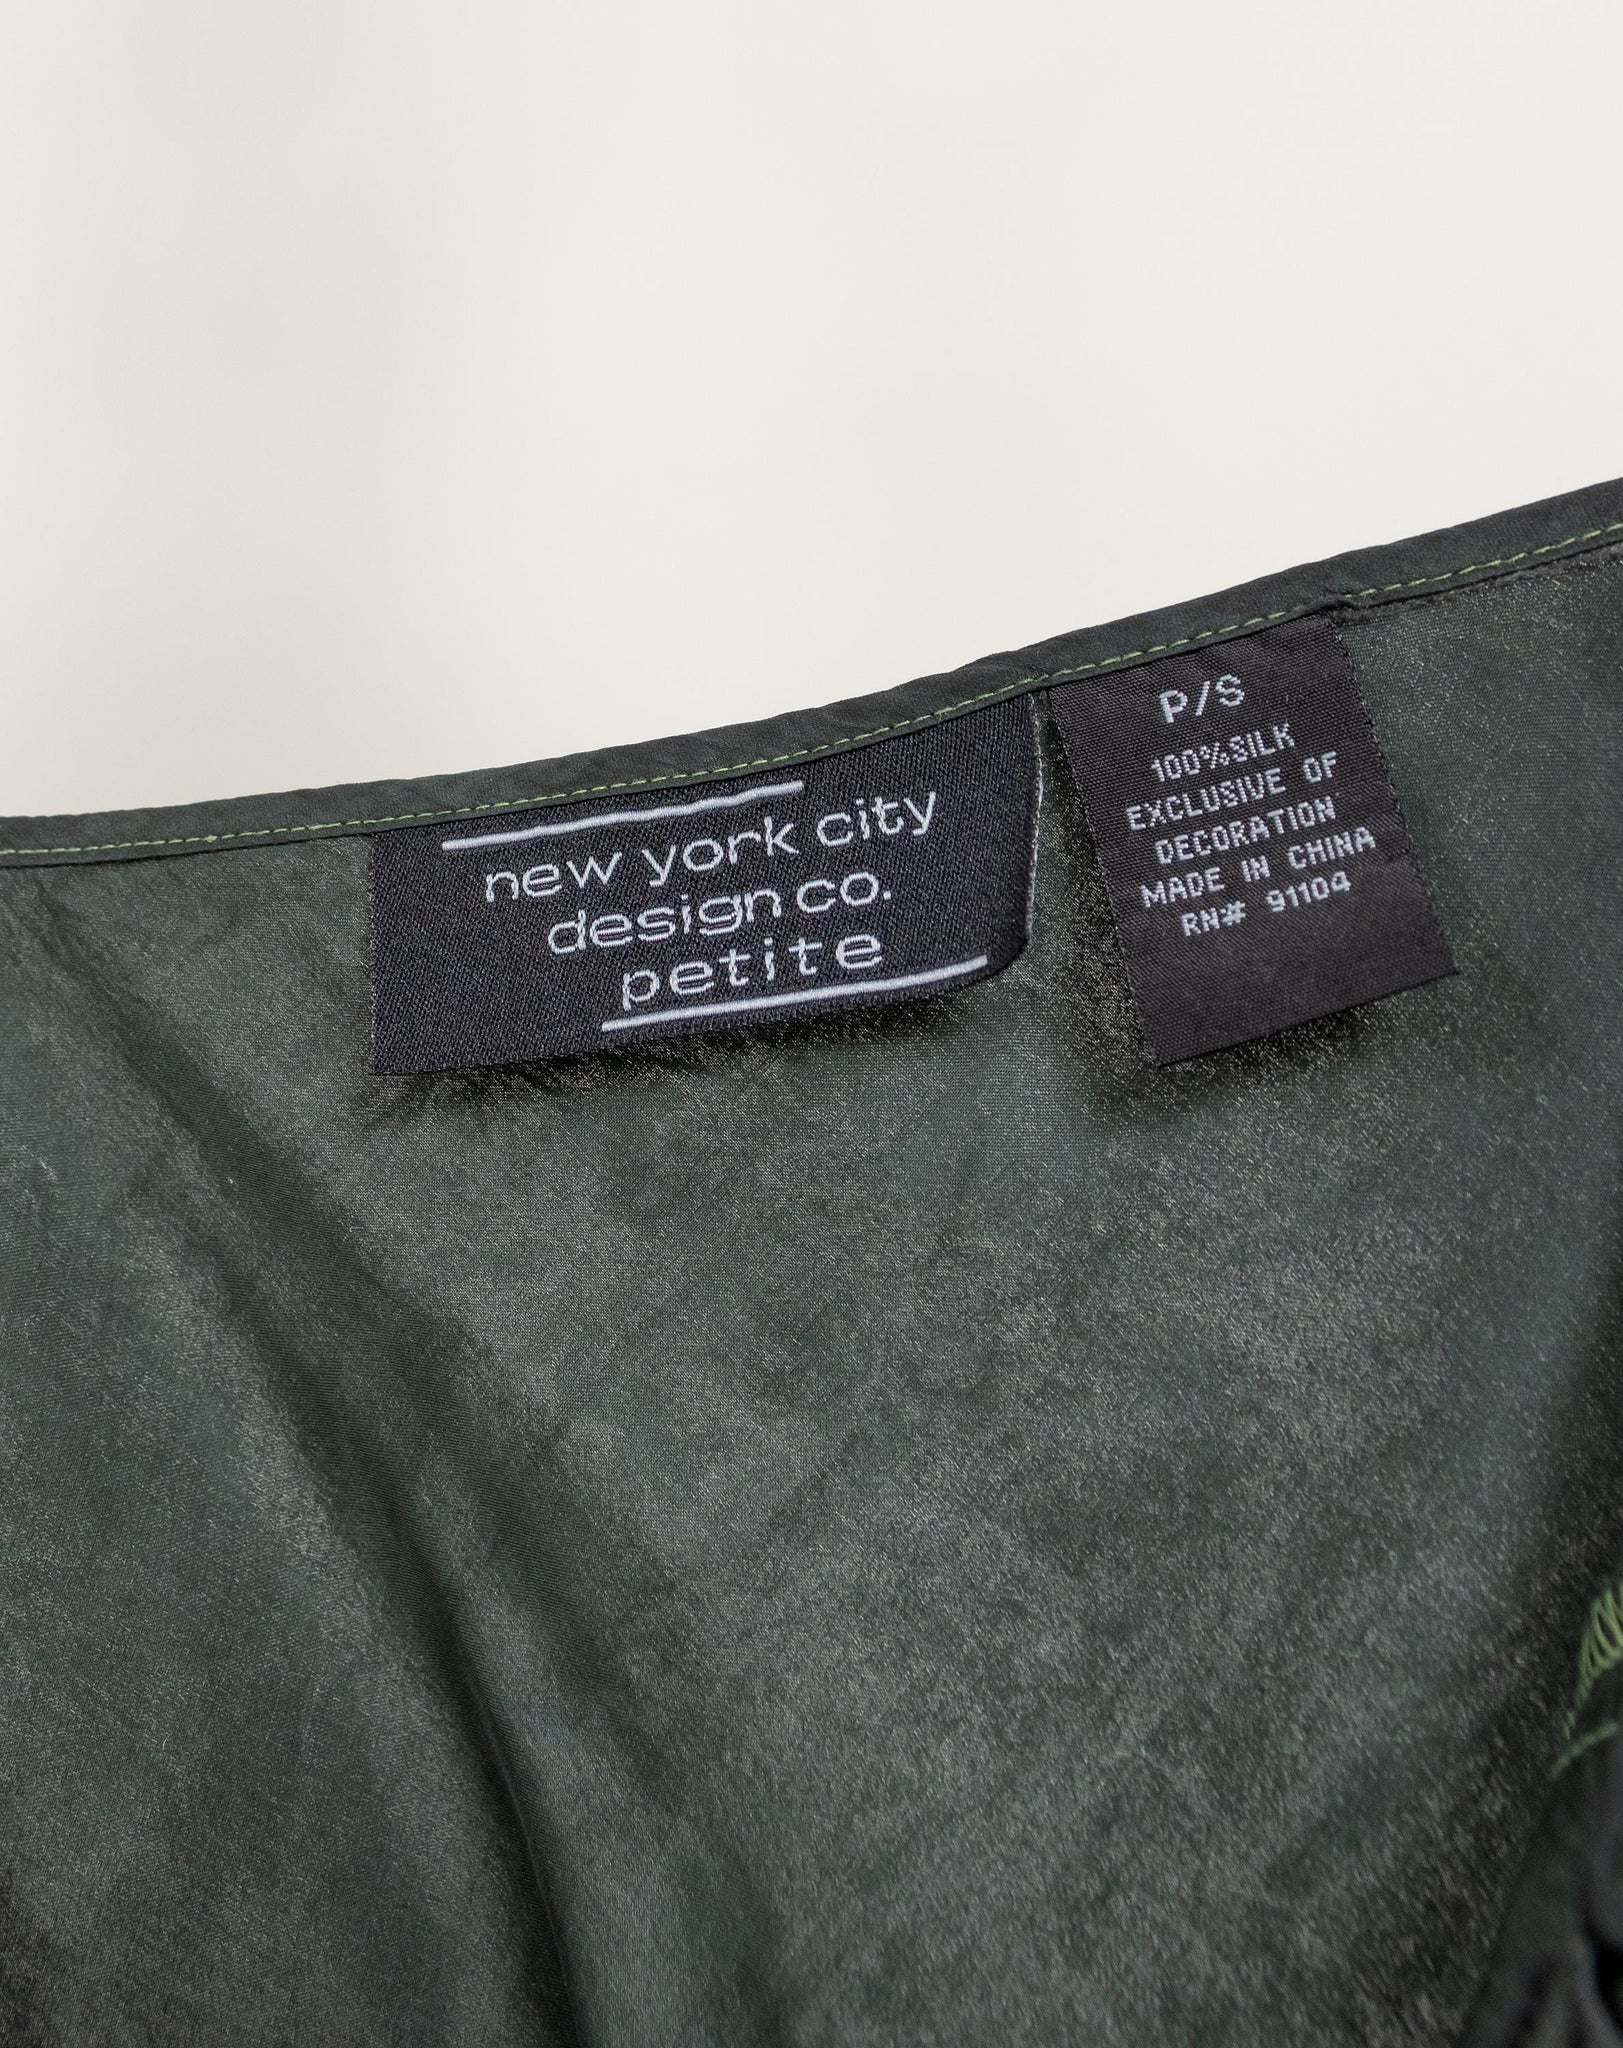 new york city
design co.
petite
P/S
100%SILK
EXCLUSIVE OF
DECORATION
MADE IN CHINA
RN# 91104